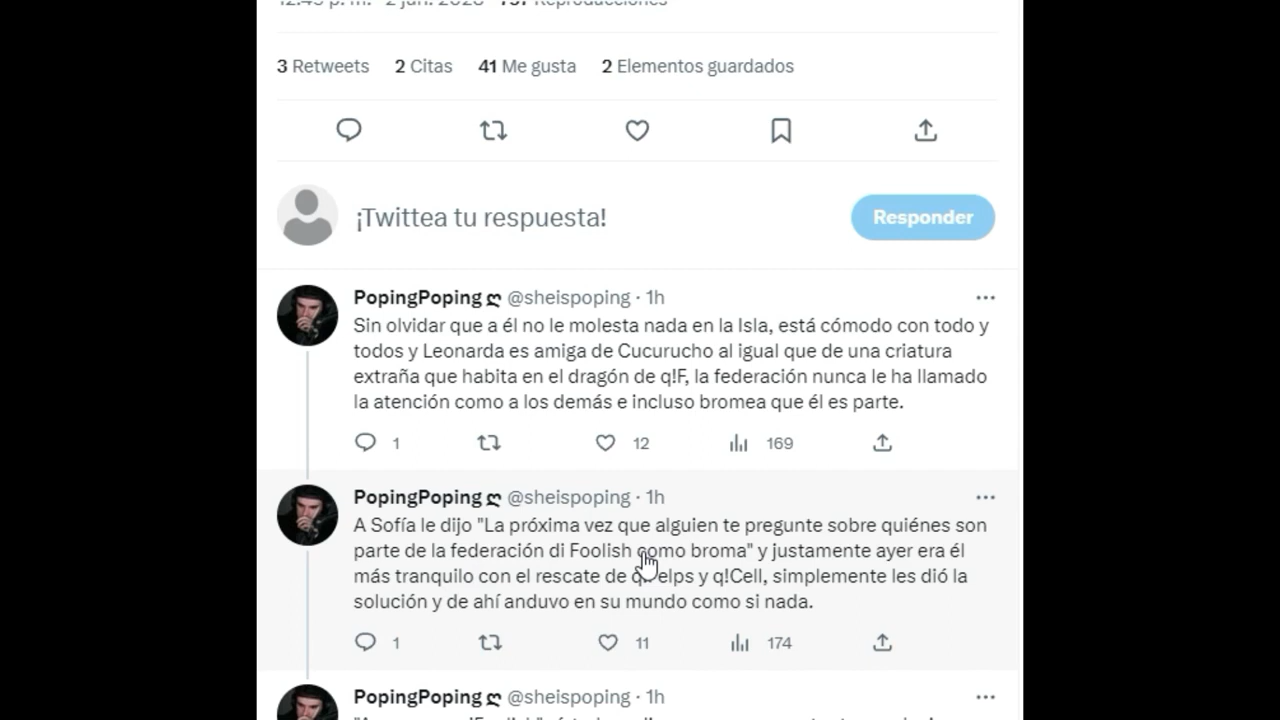 3 Retweets 2 Citas 41 Me gusta 2 Elementos guardados
¡Twittea tu respuesta!
Responder
PopingPoping ღ @sheispoping · 1h
Sin olvidar que a él no le molesta nada en la Isla, está cómodo con todo y
todos y Leonarda es amiga de Cucurucho al igual que de una criatura
extraña que habita en el dragón de q!F, la federación nunca le ha llamado
la atención como a los demás e incluso bromea que él es parte.
1 12 169
PopingPoping ღ @sheispoping · 1h
A Sofía le dijo "La próxima vez que alguien te pregunte sobre quiénes son
parte de la federación di Foolish como broma" y justamente ayer era él
más tranquilo con el rescate de y q!Cell, simplemente les dió la
solución y de ahí anduvo en su mundo como si nada.
1 11 174
PopingPoping ღ @sheispoping · 1h